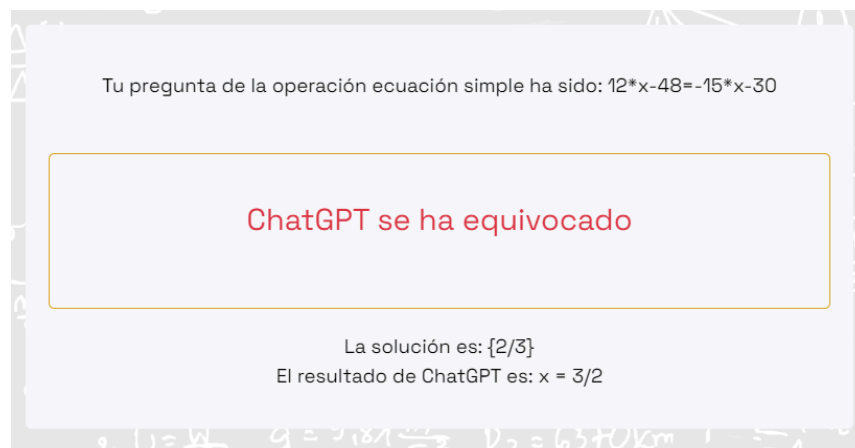 Tu pregunta de la operación ecuación simple ha sido: 12*x-48=-15*x-30
ChatGPT se ha equivocado
La solución es: {2/3}
El resultado de ChatGPT es: x = 3/2